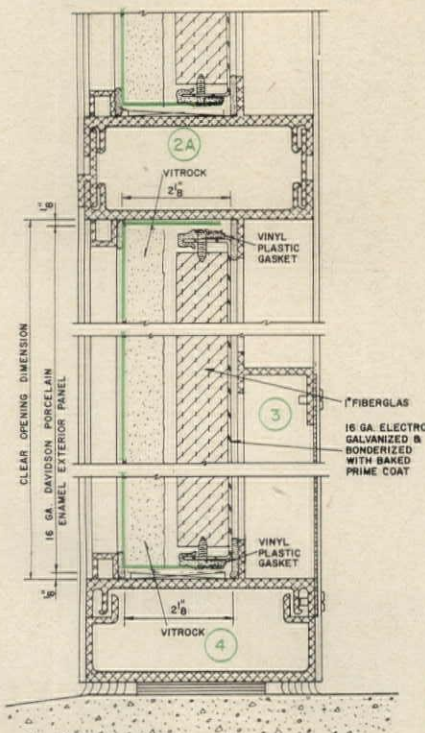 2A
VITROCK
2 1/8"
1/8"
VINYL
PLASTIC
GASKET
CLEAR OPENING DIMENSION
16 GA. DAVIDSON PORCELAIN
ENAMEL EXTERIOR PANEL
3
1" FIBERGLAS
16 GA. ELECTRO
GALVANIZED &
BONDERIZED
WITH BAKED
PRIME COAT
VINYL
PLASTIC
GASKET
1/8"
2 1/8"
VITROCK
4